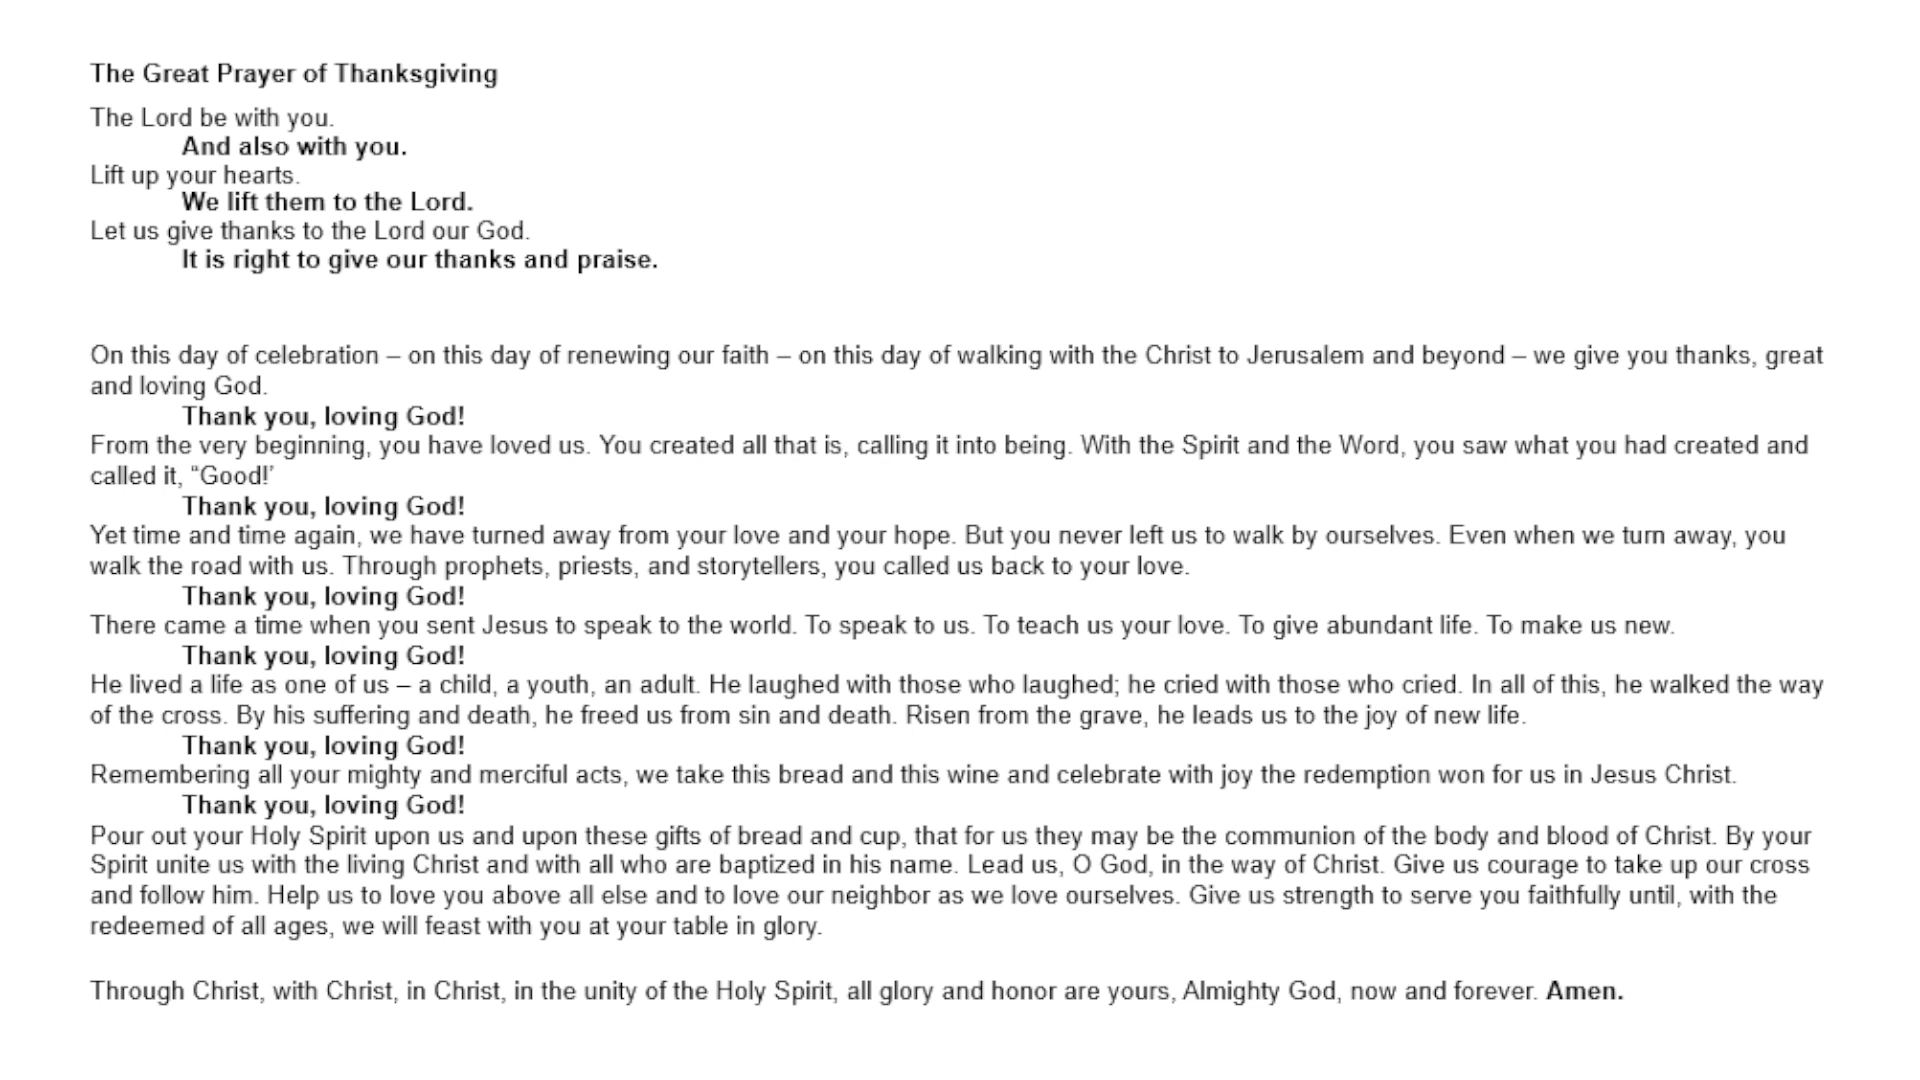 The Great Prayer of Thanksgiving
The Lord be with you.
And also with you.
Lift up your hearts.
We lift them to the Lord.
Let us give thanks to the Lord our God.
It is right to give our thanks and praise.
On this day of celebration – on this day of renewing our faith – on this day of walking with the Christ to Jerusalem and beyond – we give you thanks, great
and loving God.
Thank you, loving God!
From the very beginning, you have loved us. You created all that is, calling it into being. With the Spirit and the Word, you saw what you had created and
called it, “Good!’
Thank you, loving God!
Yet time and time again, we have turned away from your love and your hope. But you never left us to walk by ourselves. Even when we turn away, you
walk the road with us. Through prophets, priests, and storytellers, you called us back to your love.
Thank you, loving God!
There came a time when you sent Jesus to speak to the world. To speak to us. To teach us your love. To give abundant life. To make us new.
Thank you, loving God!
He lived a life as one of us – a child, a youth, an adult. He laughed with those who laughed; he cried with those who cried. In all of this, he walked the way
of the cross. By his suffering and death, he freed us from sin and death. Risen from the grave, he leads us to the joy of new life.
Thank you, loving God!
Remembering all your mighty and merciful acts, we take this bread and this wine and celebrate with joy the redemption won for us in Jesus Christ.
Thank you, loving God!
Pour out your Holy Spirit upon us and upon these gifts of bread and cup, that for us they may be the communion of the body and blood of Christ. By your
Spirit unite us with the living Christ and with all who are baptized in his name. Lead us, O God, in the way of Christ. Give us courage to take up our cross
and follow him. Help us to love you above all else and to love our neighbor as we love ourselves. Give us strength to serve you faithfully until, with the
redeemed of all ages, we will feast with you at your table in glory.
Through Christ, with Christ, in Christ, in the unity of the Holy Spirit, all glory and honor are yours, Almighty God, now and forever. Amen.